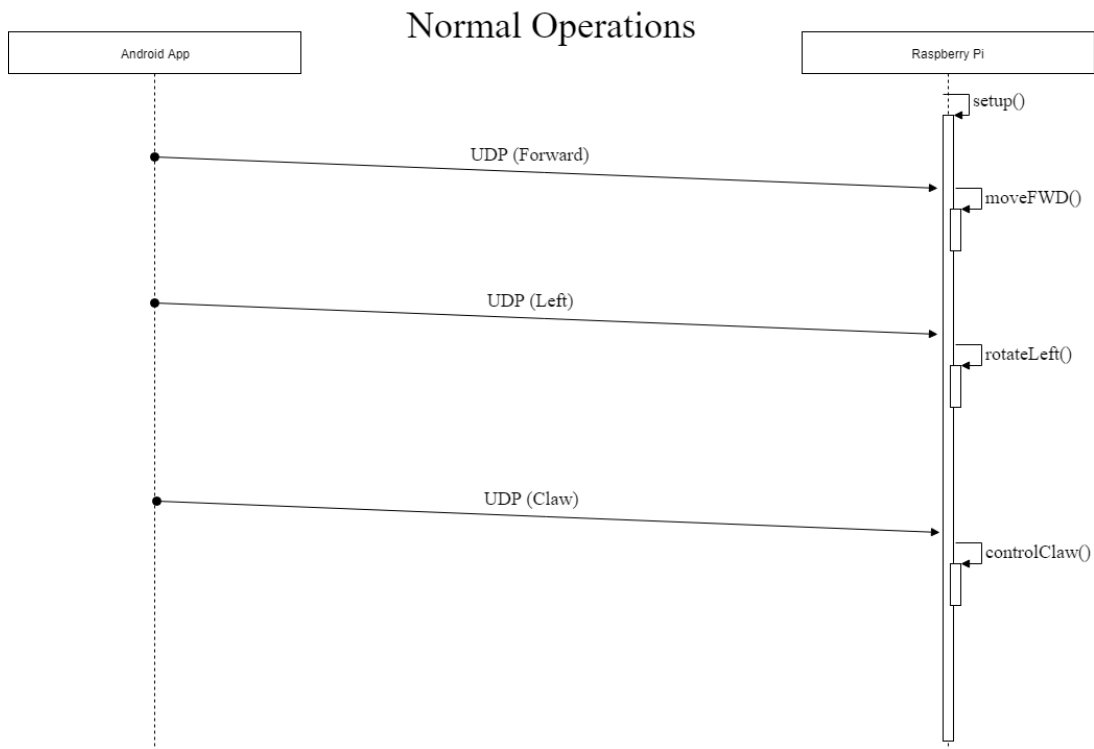 Normal Operations
Android App
Raspberry Pi
setup()
UDP (Forward)
moveFWD()
UDP (Left)
rotateLeft()
UDP (Claw)
controlClaw()